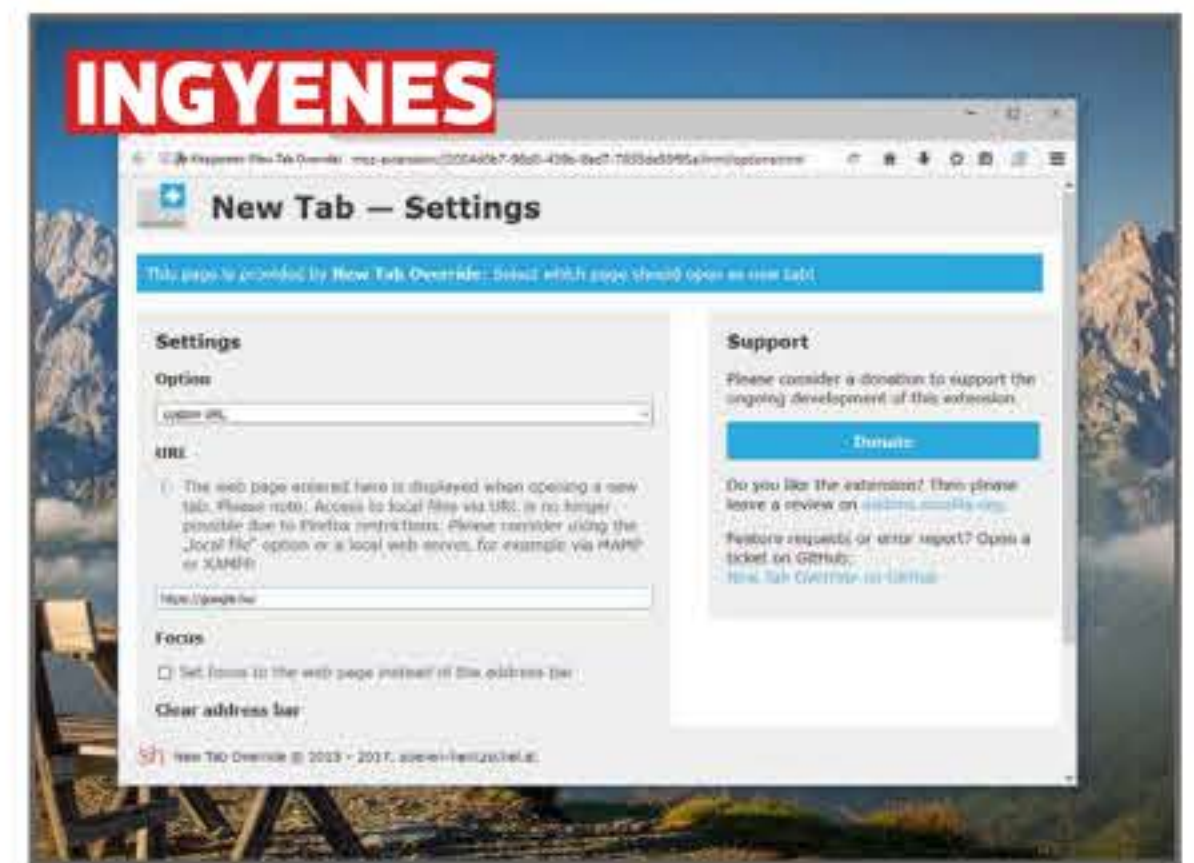 INGYENES
New Tab — Settings
This page is provided by New Tab Override: Select which page should open as new tab!
Settings
Option
custom URL
URL
The web page entered here is displayed when opening a new
tab. Please note: Access to local files via URL is no longer
possible due to Firefox restrictions. Please consider using the
„local file" option or a local web server, for example via MAMP
or XAMPP.
https://google.hu/
Focus
Set focus to the web page instead of the address bar
Clear address bar
New Tab Override © 2015 - 2017, soeren-hentzschel.at
Support
Please consider a donation to support the
ongoing development of this extension.
Donate
Do you like the extension? Then please
leave a review on addons.mozilla.org.
Feature requests or error report? Open a
ticket on GitHub:
New Tab Override on GitHub